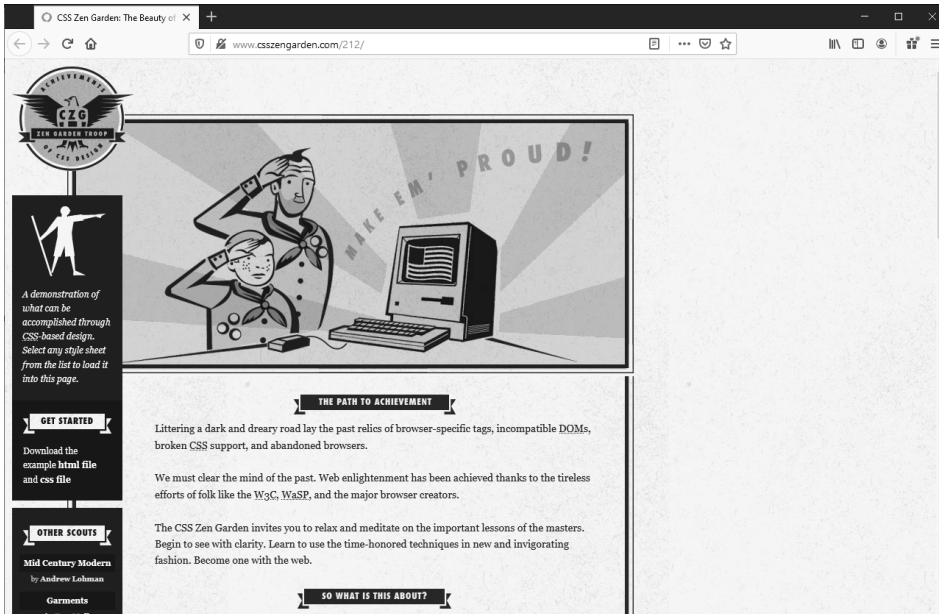 CSS Zen Garden: The Beauty of
www.csszengarden.com/212/
ACHIEVEMENTS
CZG
ZEN GARDEN TROOP
OF CSS DESIGN
MAKE EM' PROUD!
A demonstration of
what can be
accomplished through
CSS-based design.
Select any style sheet
from the list to load it
into this page.
GET STARTED
Download the
example html file
and css file
OTHER SCOUTS
Mid Century Modern
by Andrew Lohman
Garments
THE PATH TO ACHIEVEMENT
Littering a dark and dreary road lay the past relics of browser-specific tags, incompatible DOMs,
broken CSS support, and abandoned browsers.
We must clear the mind of the past. Web enlightenment has been achieved thanks to the tireless
efforts of folk like the W3C, WaSP, and the major browser creators.
The CSS Zen Garden invites you to relax and meditate on the important lessons of the masters.
Begin to see with clarity. Learn to use the time-honored techniques in new and invigorating
fashion. Become one with the web.
SO WHAT IS THIS ABOUT?